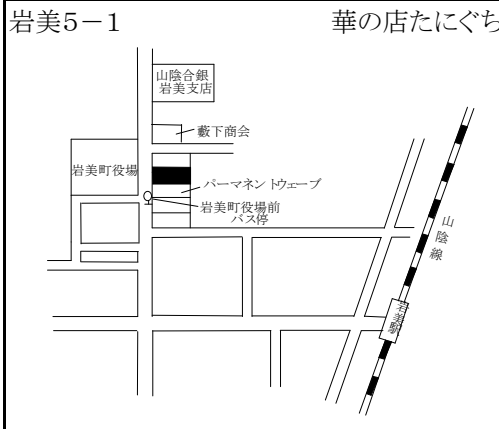 岩美5-1
華の店たにぐち
山陰合銀
岩美支店
藪下商会
岩美町役場
パーマネントウェーブ
岩美町役場前
バス停
山陰線
岩美駅